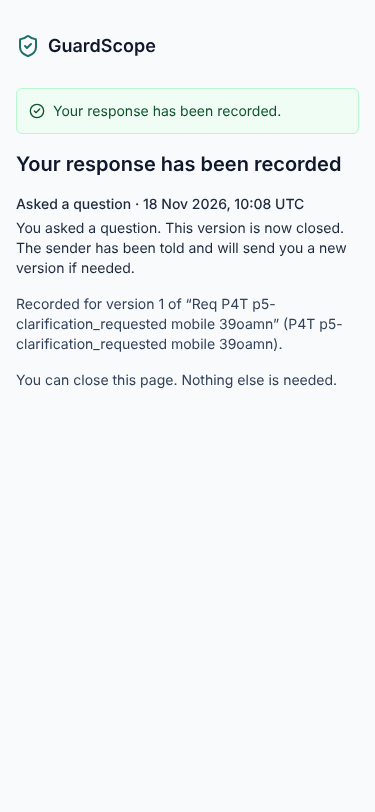 GuardScope
Your response has been recorded.
Your response has been recorded
Asked a question · 18 Nov 2026, 10:08 UTC
You asked a question. This version is now closed.
The sender has been told and will send you a new
version if needed.
Recorded for version 1 of “Req P4T p5-
clarification_requested mobile 39oamn” (P4T p5-
clarification_requested mobile 39oamn).
You can close this page. Nothing else is needed.